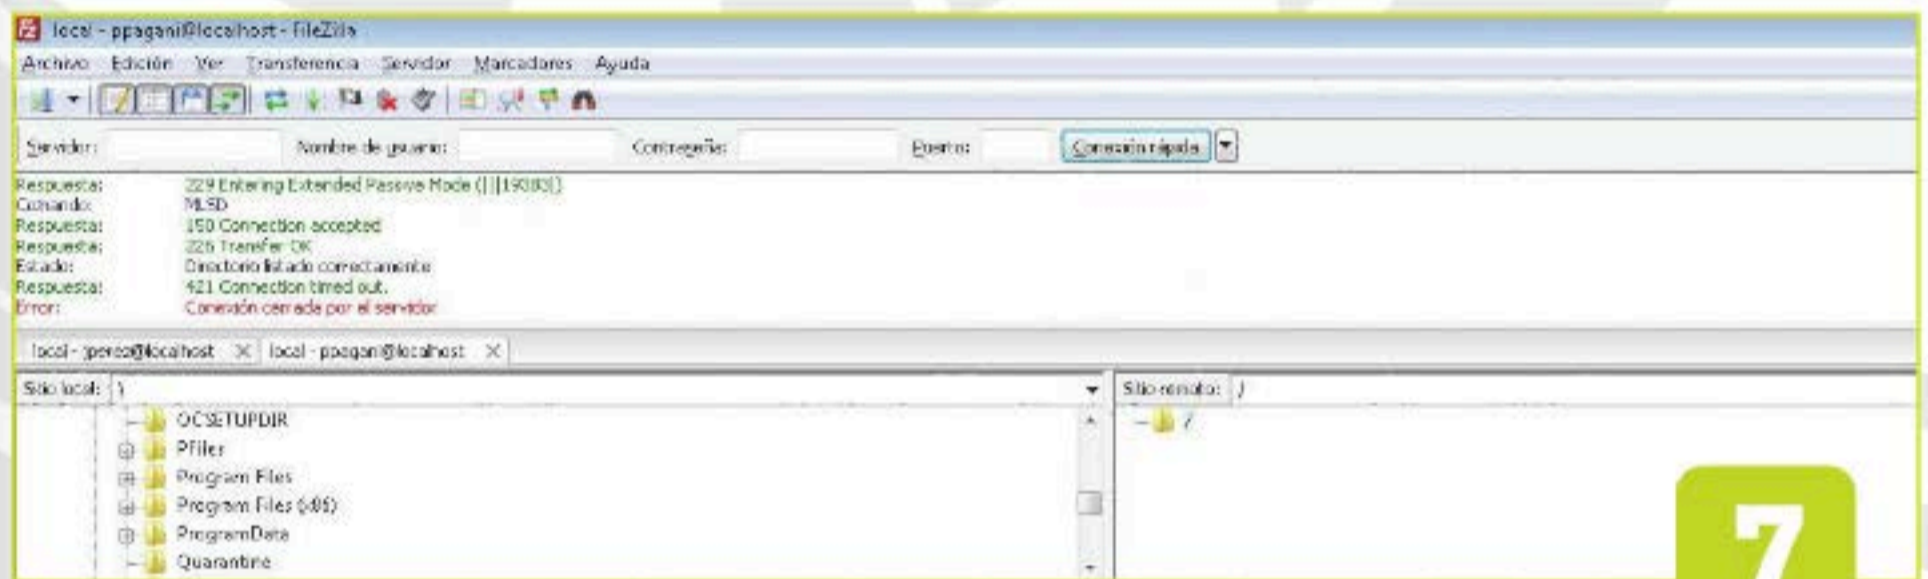 local - ppagani@localhost - FileZilla
Archivo Edición Ver Transferencia Servidor Marcadores Ayuda
Servidor: Nombre de usuario: Contraseña: Puerto: Conexión rápida
Respuesta: 229 Entering Extended Passive Mode
Comando: MLSD
Respuesta: 150 Connection accepted
Respuesta: 226 Transfer OK
Estado: Directorio listado correctamente
Respuesta: 421 Connection timed out.
Error: Conexión cerrada por el servidor
local - jperez@localhost local - ppagani@localhost
Sitio local: \ Sitio remoto: /
OCSETUPDIR /
Pfiles
Program Files
Program Files (x86)
ProgramData
Quarantine
7